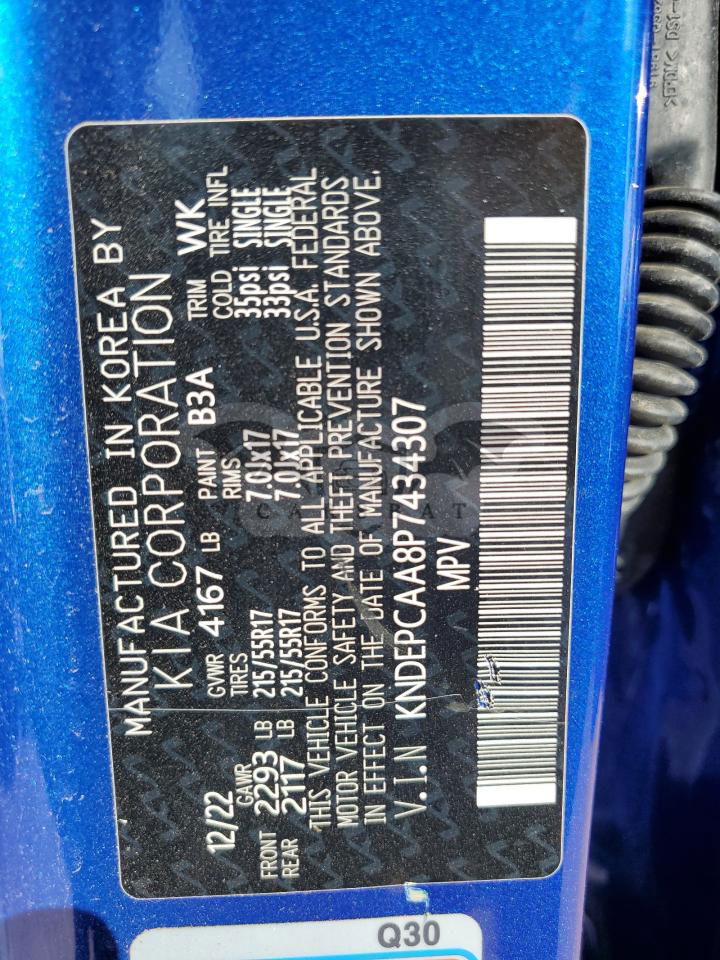 MANUFACTURED IN KOREA BY
KIA CORPORATION
12/22 GVWR 4167 LB PAINT B3A TRIM WK
GAWR TIRES RIMS COLD TIRE INFL
FRONT 2293 LB 215/55R17 7.0Jx17 35psi SINGLE
REAR 2117 LB 215/55R17 7.0Jx17 33psi SINGLE
THIS VEHICLE CONFORMS TO ALL APPLICABLE U.S.A. FEDERAL
MOTOR VEHICLE SAFETY AND THEFT PREVENTION STANDARDS
IN EFFECT ON THE DATE OF MANUFACTURE SHOWN ABOVE.
V.I.N KNDEPCAA8P7434307
MPV
Q30